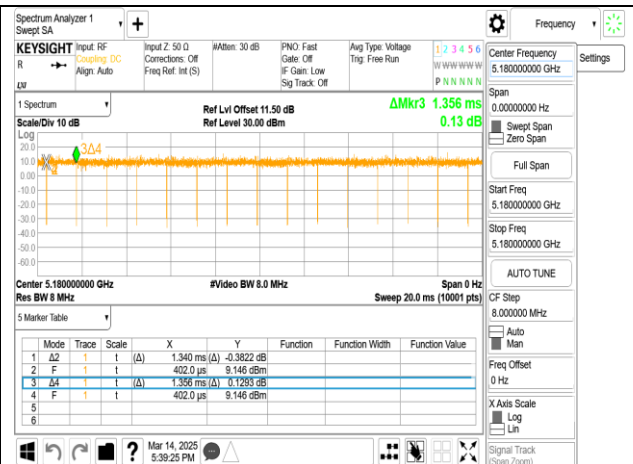 Spectrum Analyzer 1
Swept SA
Frequency
KEYSIGHT
R
Input: RF
Coupling: DC
Align: Auto
Input Z: 50 Ω
Corrections: Off
Freq Ref: Int (S)
#Atten: 30 dB
PNO: Fast
Gate: Off
IF Gain: Low
Sig Track: Off
Avg Type: Voltage
Trig: Free Run
1 2 3 4 5 6
W W W W W W
P N N N N N
Settings
1 Spectrum
Scale/Div 10 dB
Ref Lvl Offset 11.50 dB
Ref Level 30.00 dBm
ΔMkr3 1.356 ms
0.13 dB
Log
20.0
10.0
0.00
-10.0
-20.0
-30.0
-40.0
-50.0
-60.0
3Δ4
Center 5.180000000 GHz
Res BW 8 MHz
#Video BW 8.0 MHz
Span 0 Hz
Sweep 20.0 ms (10001 pts)
5 Marker Table
Mode Trace Scale X Y Function Function Width Function Value
1 Δ2 1 t (Δ) 1.340 ms (Δ) -0.3822 dB
2 F 1 t 402.0 µs 9.146 dBm
3 Δ4 1 t (Δ) 1.356 ms (Δ) 0.1293 dB
4 F 1 t 402.0 µs 9.146 dBm
5
6
Mar 14, 2025
5:39:25 PM
Center Frequency
5.180000000 GHz
Span
0.00000000 Hz
Swept Span
Zero Span
Full Span
Start Freq
5.180000000 GHz
Stop Freq
5.180000000 GHz
AUTO TUNE
CF Step
8.000000 MHz
Auto
Man
Freq Offset
0 Hz
X Axis Scale
Log
Lin
Signal Track
(Span Zoom)